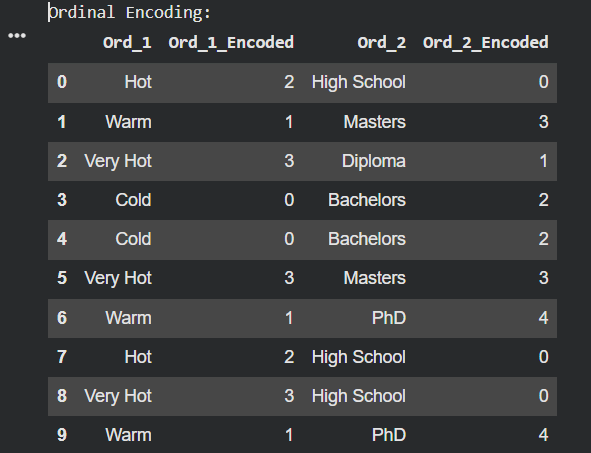 Ordinal Encoding:
Ord_1 Ord_1_Encoded Ord_2 Ord_2_Encoded
0 Hot 2 High School 0
1 Warm 1 Masters 3
2 Very Hot 3 Diploma 1
3 Cold 0 Bachelors 2
4 Cold 0 Bachelors 2
5 Very Hot 3 Masters 3
6 Warm 1 PhD 4
7 Hot 2 High School 0
8 Very Hot 3 High School 0
9 Warm 1 PhD 4